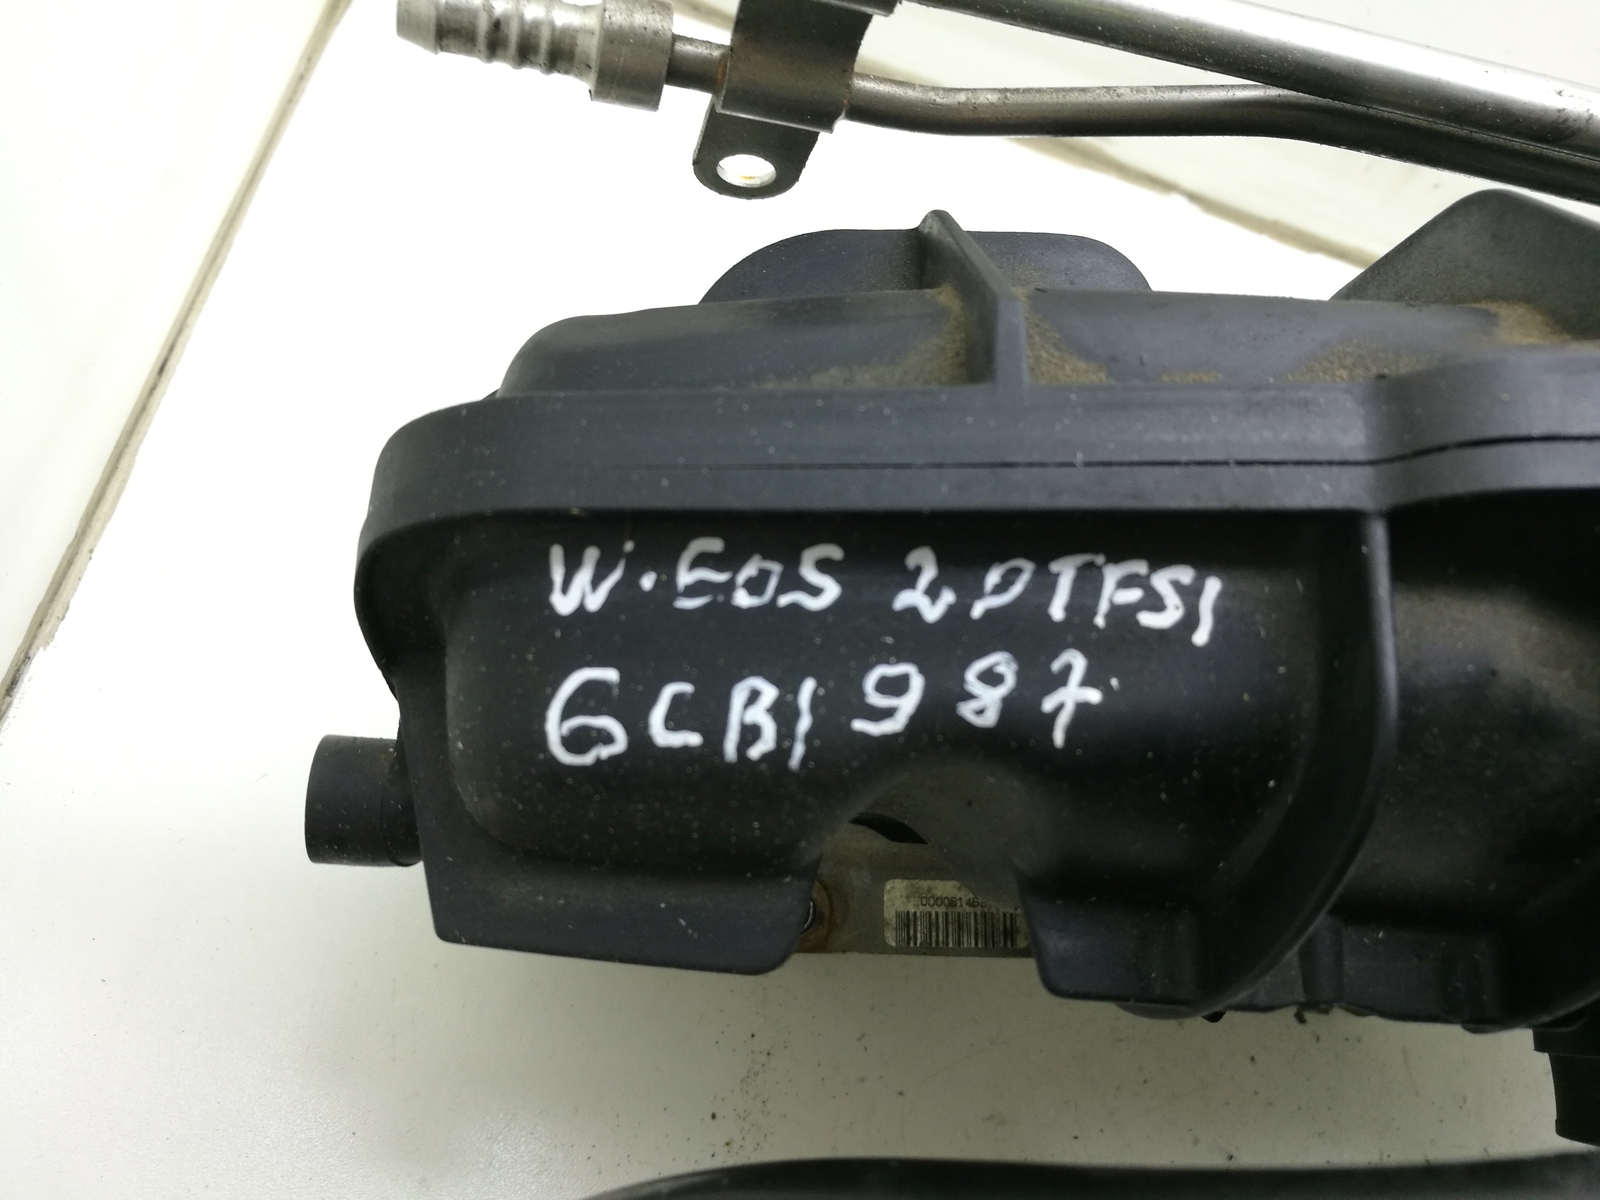 W. EOS 2.0TFSI
GCB1987